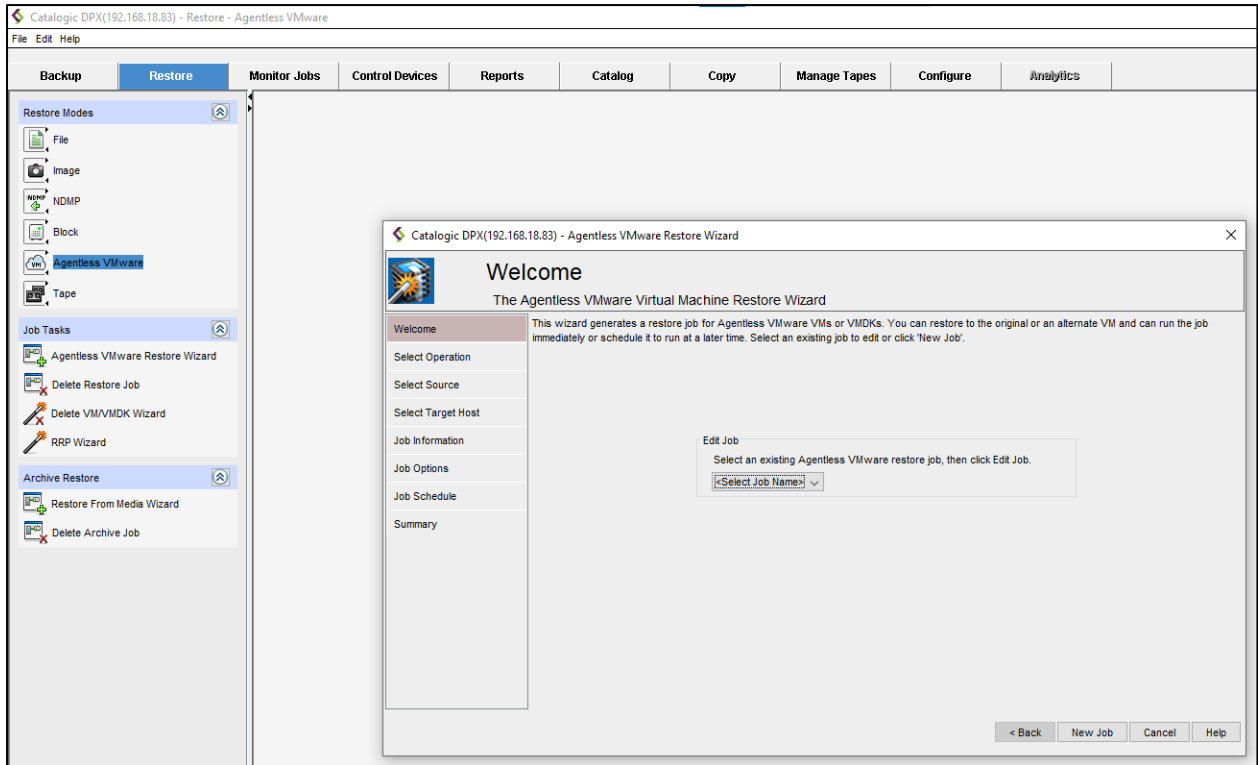 Catalogic DPX(192.168.18.83) - Restore - Agentless VMware
File Edit Help
Backup Restore Monitor Jobs Control Devices Reports Catalog Copy Manage Tapes Configure Analytics
Restore Modes
File
Image
NDMP
NDMP
Block
VM
Agentless VMware
Tape
Job Tasks
Agentless VMware Restore Wizard
Delete Restore Job
Delete VM/VMDK Wizard
RRP Wizard
Archive Restore
Restore From Media Wizard
Delete Archive Job
Catalogic DPX(192.168.18.83) - Agentless VMware Restore Wizard
Welcome
The Agentless VMware Virtual Machine Restore Wizard
Welcome
Select Operation
Select Source
Select Target Host
Job Information
Job Options
Job Schedule
Summary
This wizard generates a restore job for Agentless VMware VMs or VMDKs. You can restore to the original or an alternate VM and can run the job
immediately or schedule it to run at a later time. Select an existing job to edit or click 'New Job'.
Edit Job
Select an existing Agentless VMware restore job, then click Edit Job.
<Select Job Name>
< Back New Job Cancel Help